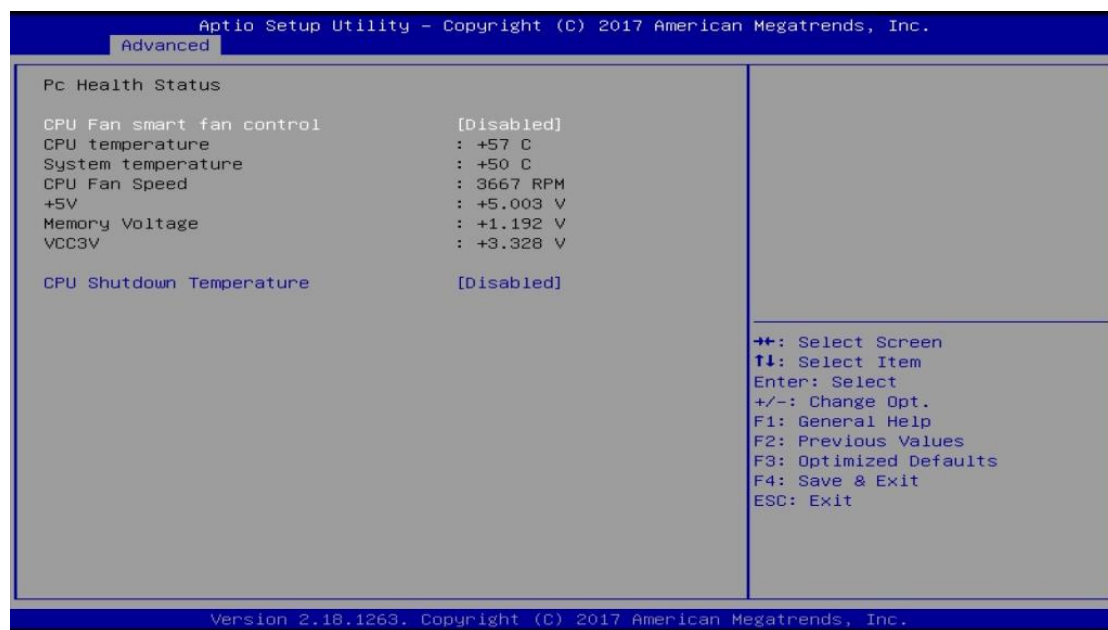 Aptio Setup Utility – Copyright (C) 2017 American Megatrends, Inc.
Advanced
Pc Health Status
CPU Fan smart fan control [Disabled]
CPU temperature : +57 C
System temperature : +50 C
CPU Fan Speed : 3667 RPM
+5V : +5.003 V
Memory Voltage : +1.192 V
VCC3V : +3.328 V
CPU Shutdown Temperature [Disabled]
→←: Select Screen
↑↓: Select Item
Enter: Select
+/-: Change Opt.
F1: General Help
F2: Previous Values
F3: Optimized Defaults
F4: Save & Exit
ESC: Exit
Version 2.18.1263. Copyright (C) 2017 American Megatrends, Inc.